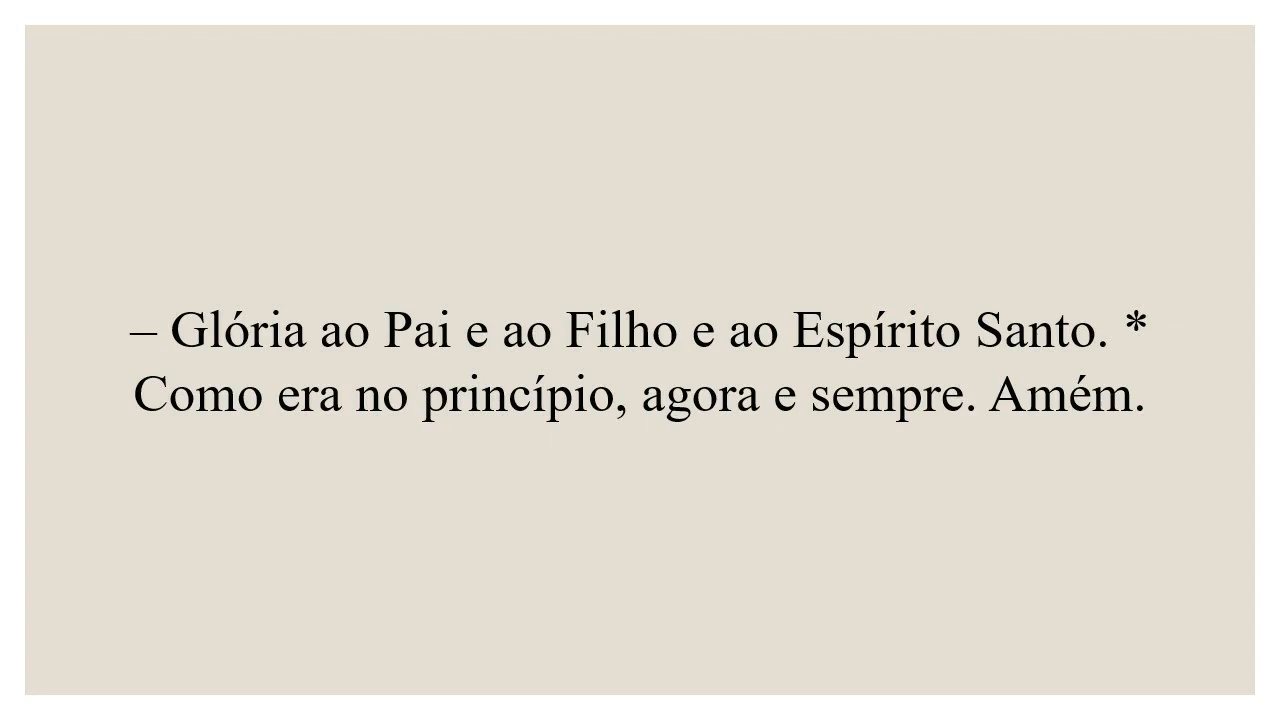 – Glória ao Pai e ao Filho e ao Espírito Santo. *
Como era no princípio, agora e sempre. Amém.